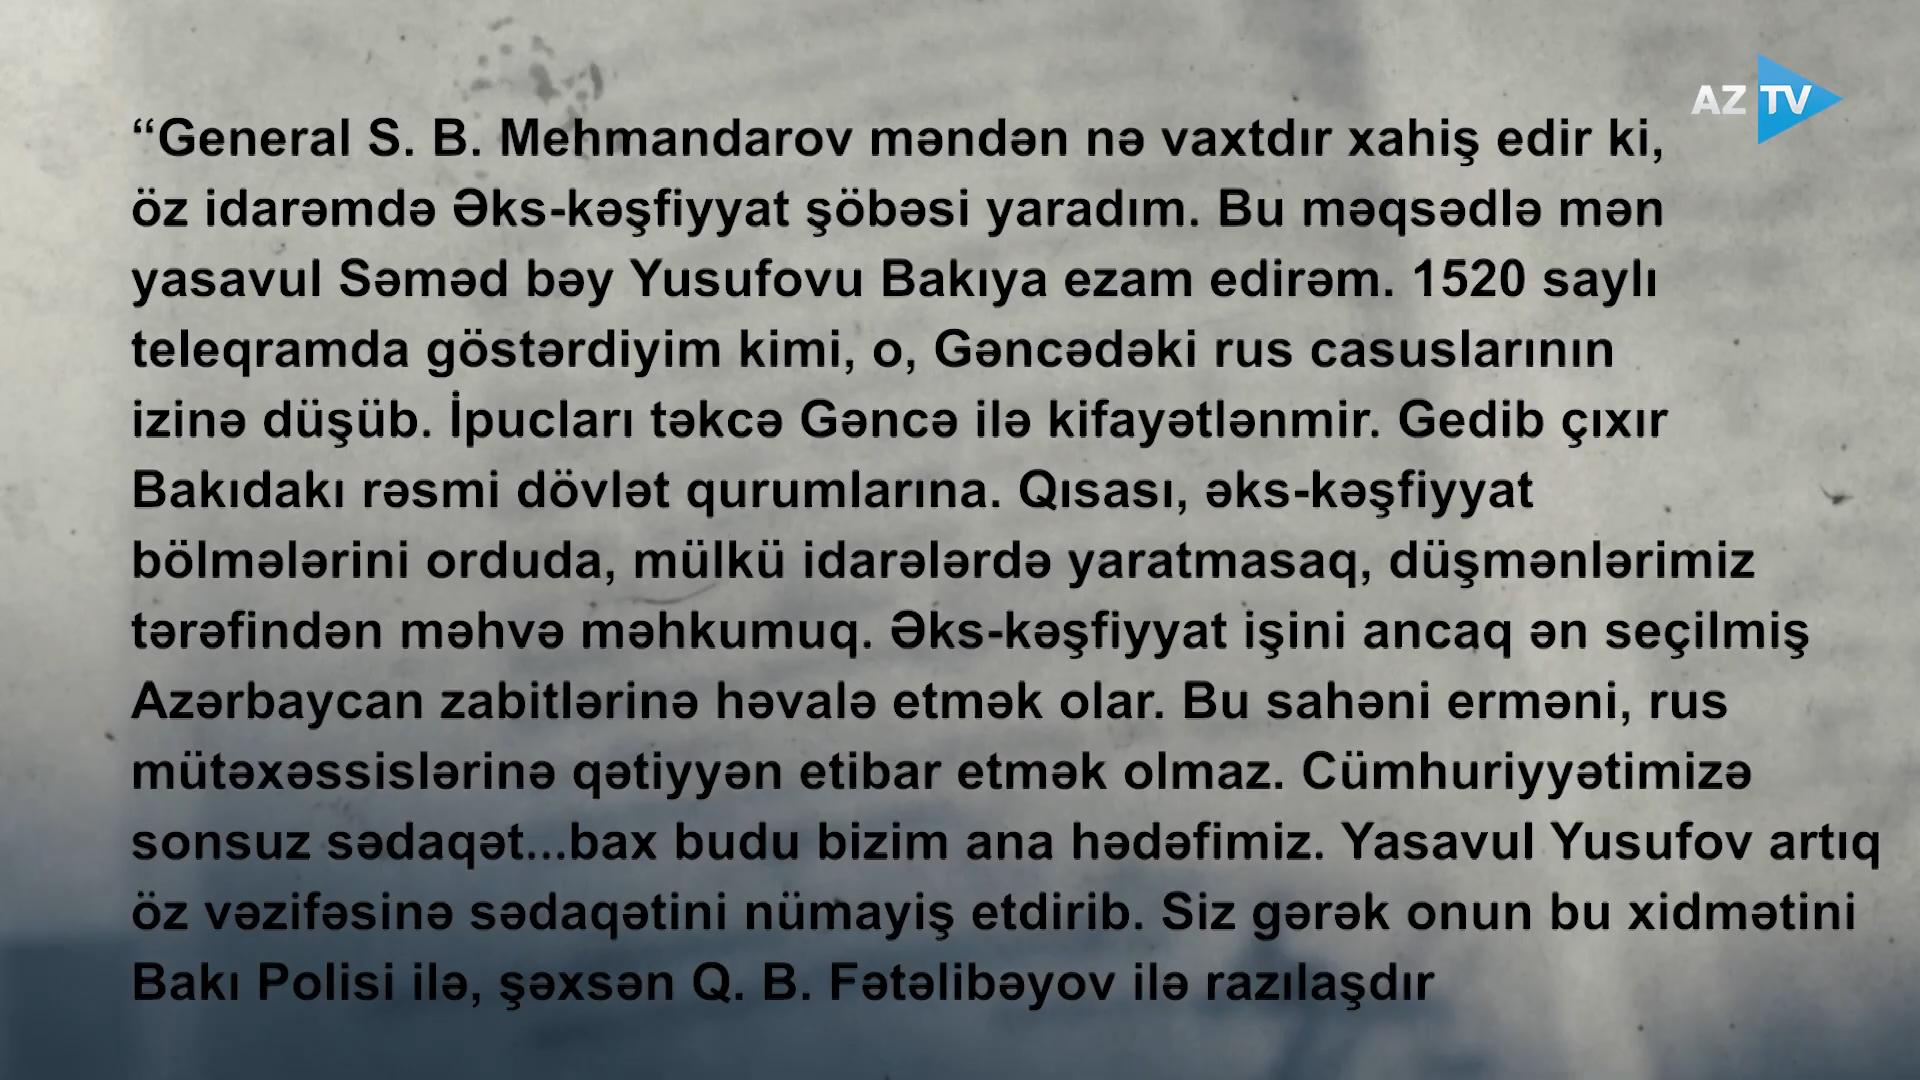 AZTV
“General S. B. Mehmandarov məndən nə vaxtdır xahiş edir ki,
öz idarəmdə Əks-kəşfiyyat şöbəsi yaradım. Bu məqsədlə mən
yasavul Səməd bəy Yusufovu Bakıya ezam edirəm. 1520 saylı
teleqramda göstərdiyim kimi, o, Gəncədəki rus casuslarının
izinə düşüb. İpucları təkcə Gəncə ilə kifayətlənmir. Gedib çıxır
Bakıdakı rəsmi dövlət qurumlarına. Qısası, əks-kəşfiyyat
bölmələrini orduda, mülkü idarələrdə yaratmasaq, düşmənlərimiz
tərəfindən məhvə məhkumuq. Əks-kəşfiyyat işini ancaq ən seçilmiş
Azərbaycan zabitlərinə həvalə etmək olar. Bu sahəni erməni, rus
mütəxəssislərinə qətiyyən etibar etmək olmaz. Cümhuriyyətimizə
sonsuz sədaqət...bax budu bizim ana hədəfimiz. Yasavul Yusufov artıq
öz vəzifəsinə sədaqətini nümayiş etdirib. Siz gərək onun bu xidmətini
Bakı Polisi ilə, şəxsən Q. B. Fətəlibəyov ilə razılaşdır